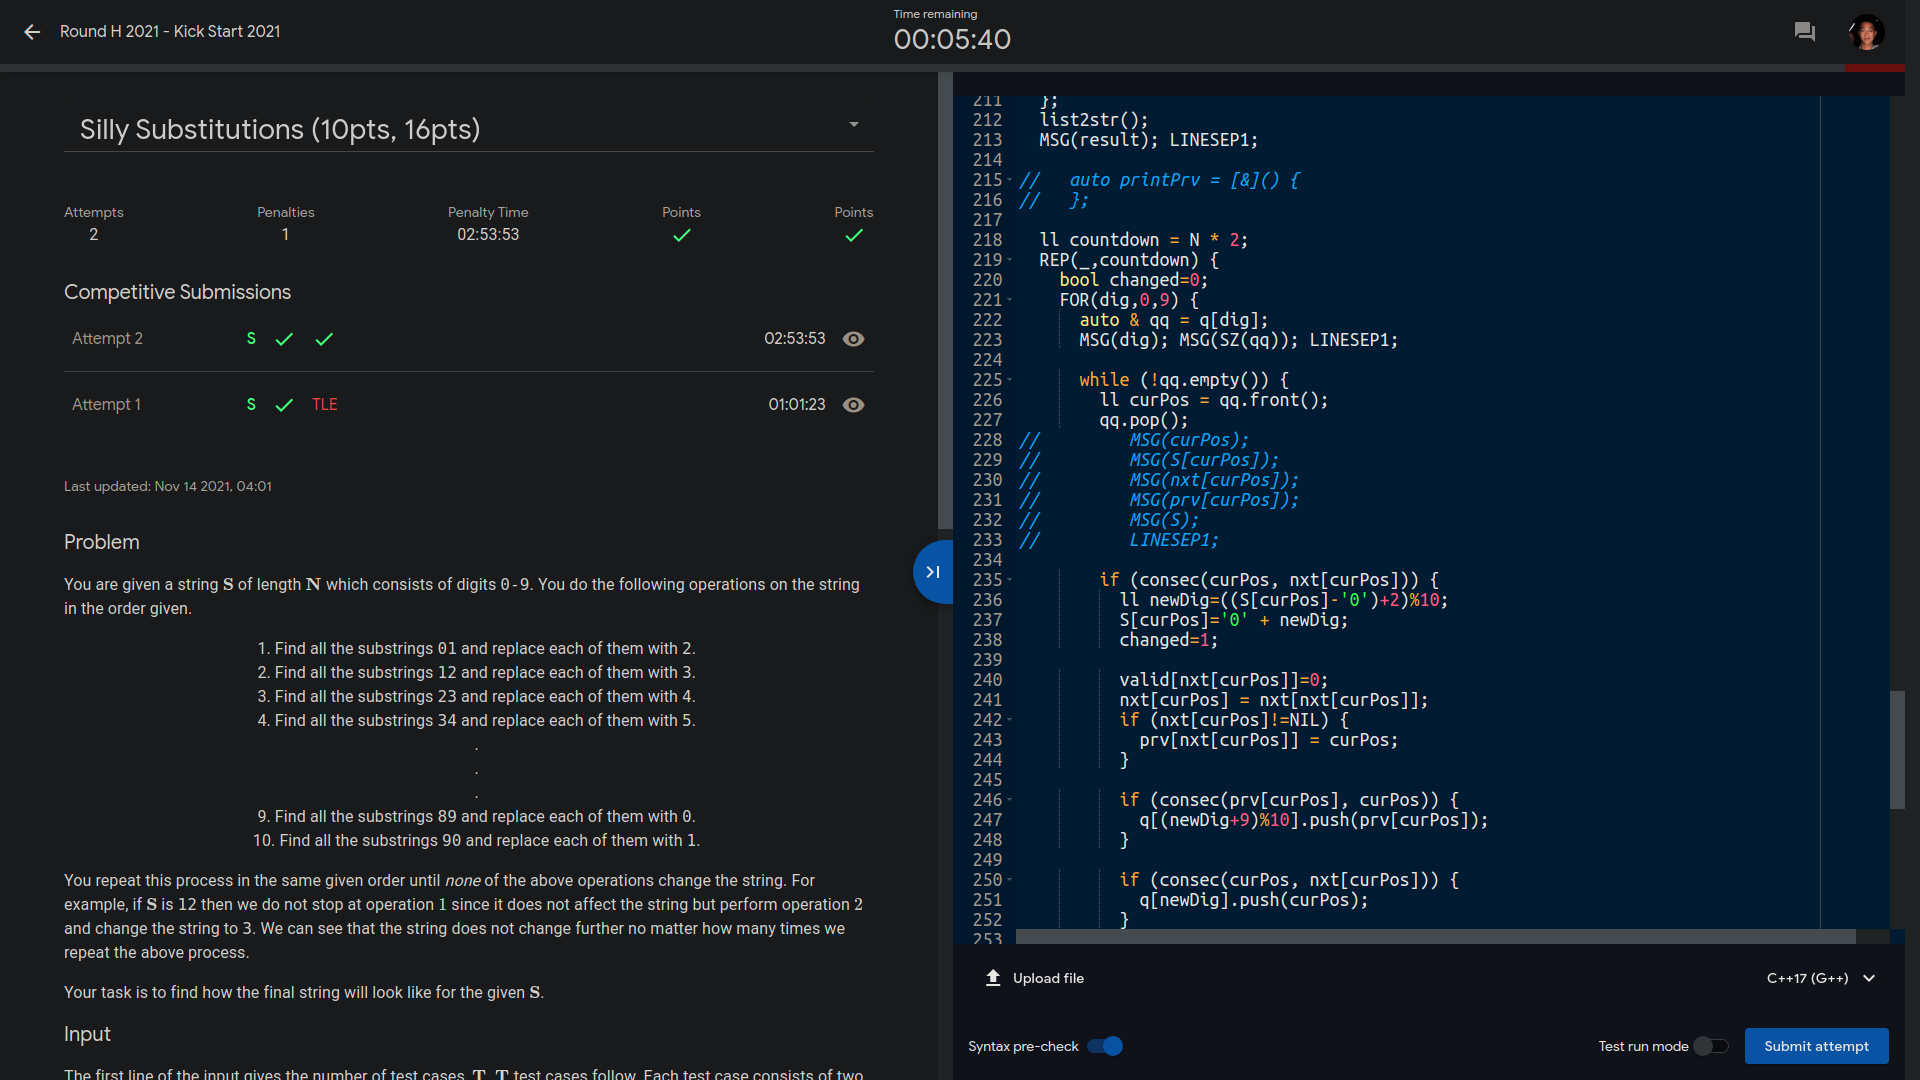 Round H 2021 - Kick Start 2021
Time remaining
00:05:40
Silly Substitutions (10pts, 16pts)
Attempts
2
Penalties
1
Penalty Time
02:53:53
Points
Points
Competitive Submissions
Attempt 2
S
02:53:53
Attempt 1
S
TLE
01:01:23
Last updated: Nov 14 2021, 04:01
Problem
You are given a string S of length N which consists of digits 0-9. You do the following operations on the string
in the order given.
1. Find all the substrings 01 and replace each of them with 2.
2. Find all the substrings 12 and replace each of them with 3.
3. Find all the substrings 23 and replace each of them with 4.
4. Find all the substrings 34 and replace each of them with 5.
.
.
.
9. Find all the substrings 89 and replace each of them with 0.
10. Find all the substrings 90 and replace each of them with 1.
You repeat this process in the same given order until none of the above operations change the string. For
example, if S is 12 then we do not stop at operation 1 since it does not affect the string but perform operation 2
and change the string to 3. We can see that the string does not change further no matter how many times we
repeat the above process.
Your task is to find how the final string will look like for the given S.
Input
The first line of the input gives the number of test cases, T. T test cases follow. Each test case consists of two
211 };
212 list2str();
213 MSG(result); LINESEP1;
214
215 //   auto printPrv = [&]() {
216 //   };
217
218 ll countdown = N * 2;
219 REP(_,countdown) {
220 bool changed=0;
221 FOR(dig,0,9) {
222 auto & qq = q[dig];
223 MSG(dig); MSG(SZ(qq)); LINESEP1;
224
225 while (!qq.empty()) {
226 ll curPos = qq.front();
227 qq.pop();
228 //         MSG(curPos);
229 //         MSG(S[curPos]);
230 //         MSG(nxt[curPos]);
231 //         MSG(prv[curPos]);
232 //         MSG(S);
233 //         LINESEP1;
234
235 if (consec(curPos, nxt[curPos])) {
236 ll newDig=((S[curPos]-'0')+2)%10;
237 S[curPos]='0' + newDig;
238 changed=1;
239
240 valid[nxt[curPos]]=0;
241 nxt[curPos] = nxt[nxt[curPos]];
242 if (nxt[curPos]!=NIL) {
243 prv[nxt[curPos]] = curPos;
244 }
245
246 if (consec(prv[curPos], curPos)) {
247 q[(newDig+9)%10].push(prv[curPos]);
248 }
249
250 if (consec(curPos, nxt[curPos])) {
251 q[newDig].push(curPos);
252 }
253
Upload file
C++17 (G++)
Syntax pre-check
Test run mode
Submit attempt